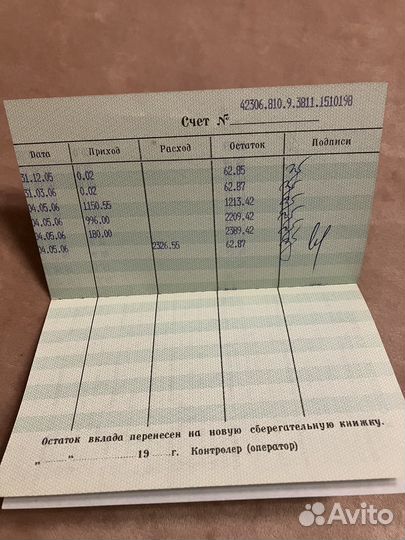 42306.810.9.3811.1510198
Счет №
Дата Приход Расход Остаток Подписи
31.12.05 0.02 62.85
31.03.06 0.02 62.87
04.05.06 1150.55 1213.42
04.05.06 996.00 2209.42
04.05.06 180.00 2389.42
04.05.06 2326.55 62.87
Остаток вклада перенесен на новую сберегательную книжку.
„ “ 19 г. Контролер (оператор)
Avito